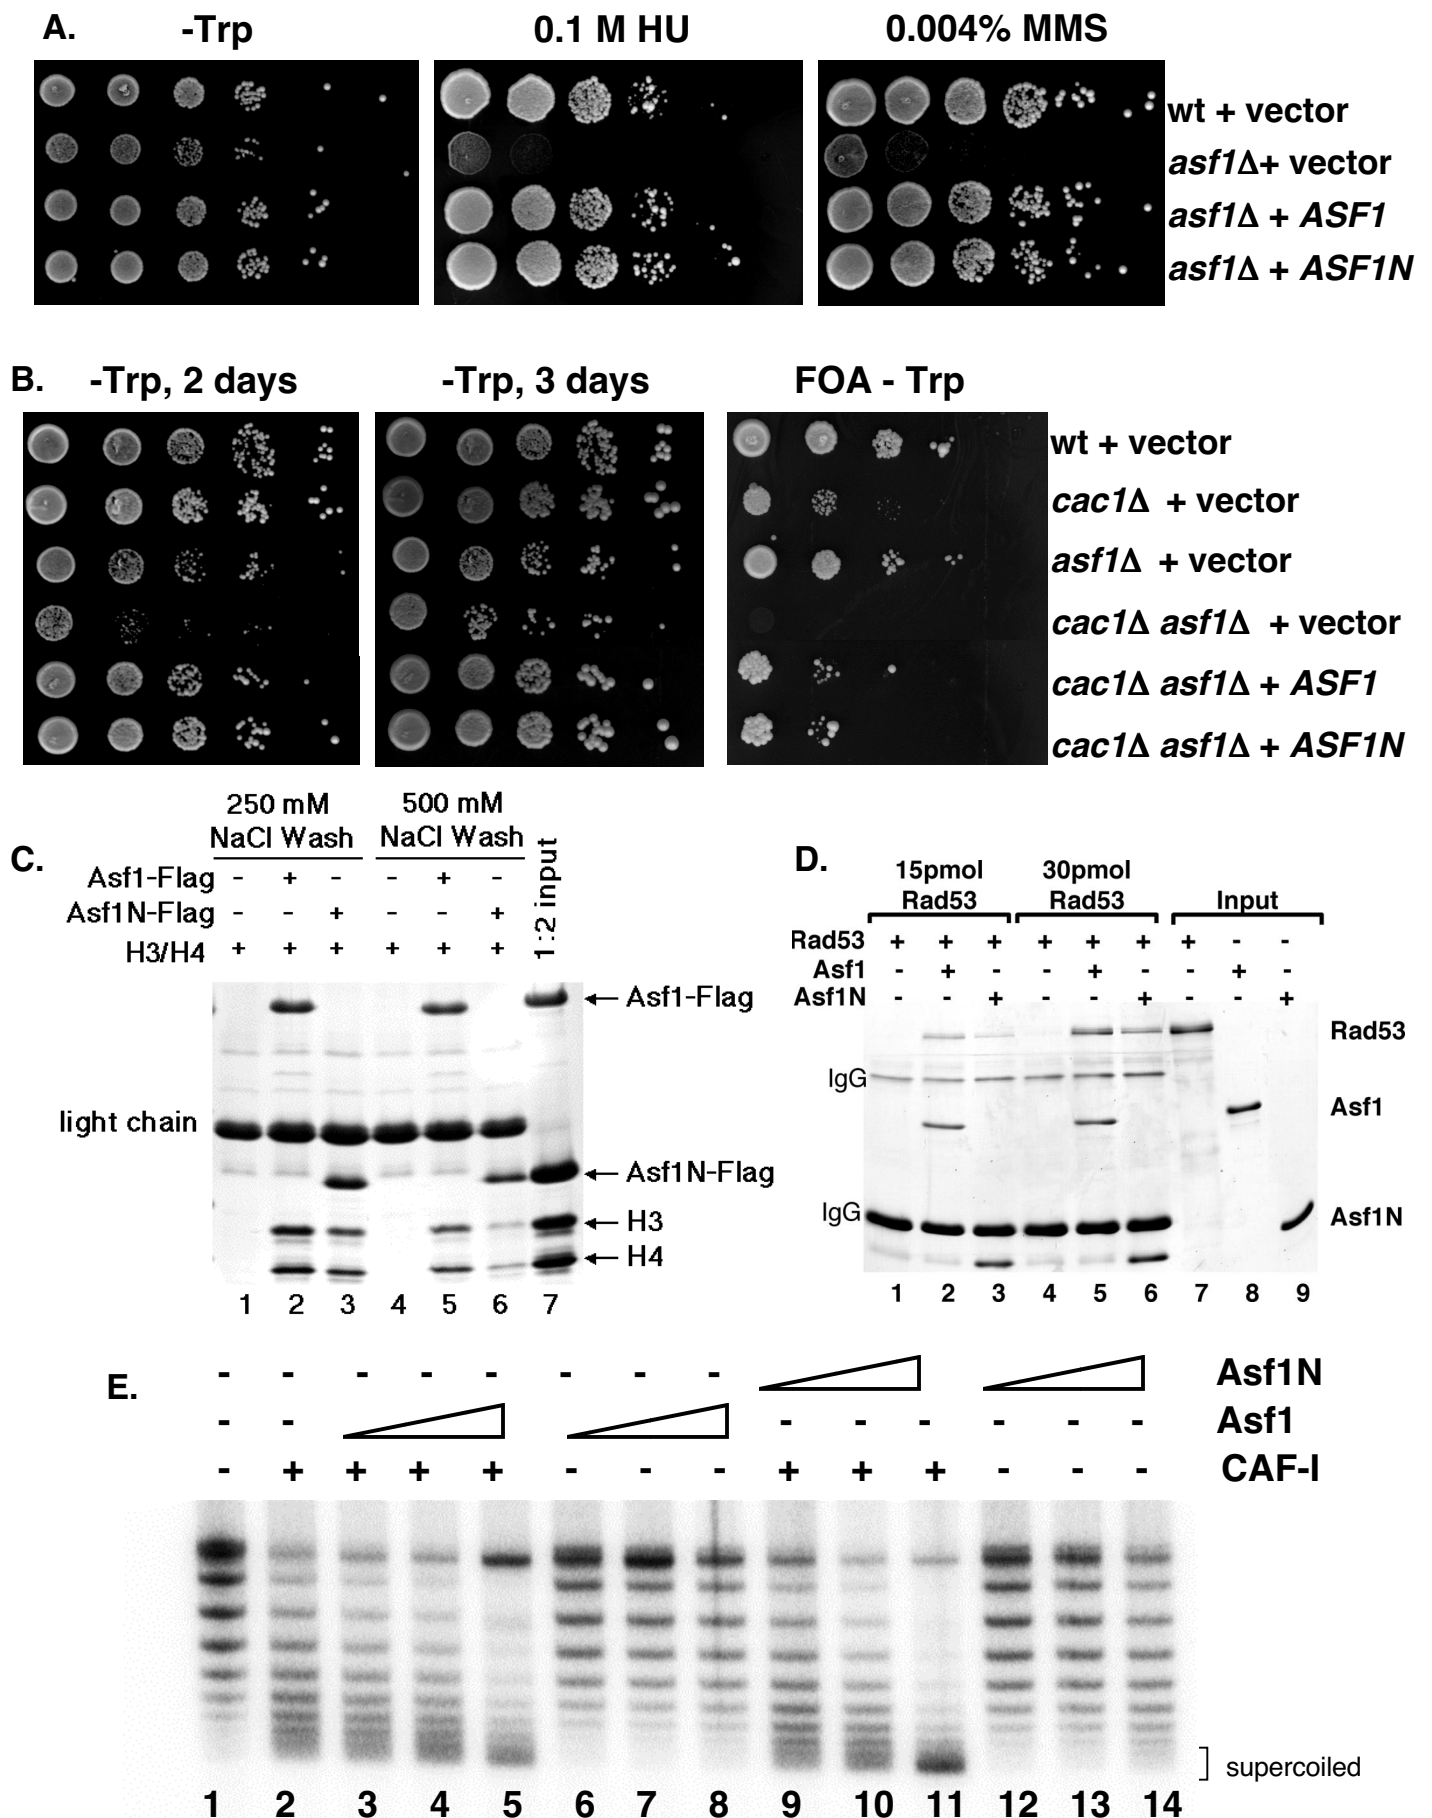 A. -Trp 0.1 M HU 0.004% MMS
wt + vector
asf1Δ+ vector
asf1Δ + ASF1
asf1Δ + ASF1N
B. -Trp, 2 days -Trp, 3 days FOA - Trp
wt + vector
cac1Δ + vector
asf1Δ + vector
cac1Δ asf1Δ + vector
cac1Δ asf1Δ + ASF1
cac1Δ asf1Δ + ASF1N
C.
250 mM NaCl Wash
500 mM NaCl Wash
1:2 input
Asf1-Flag - + - - + -
Asf1N-Flag - - + - - +
H3/H4 + + + + + +
Asf1-Flag
light chain
Asf1N-Flag
H3
H4
1 2 3 4 5 6 7
D.
15pmol Rad53
30pmol Rad53
Input
Rad53 + + + + + + + - -
Asf1 - + - - + - - + -
Asf1N - - + - - + - - +
Rad53
IgG
Asf1
IgG
Asf1N
1 2 3 4 5 6 7 8 9
E.
- - - - - - - - Asf1N
- - - - - - - - Asf1
- + + + + - - - + + + - - - CAF-I
supercoiled
1 2 3 4 5 6 7 8 9 10 11 12 13 14